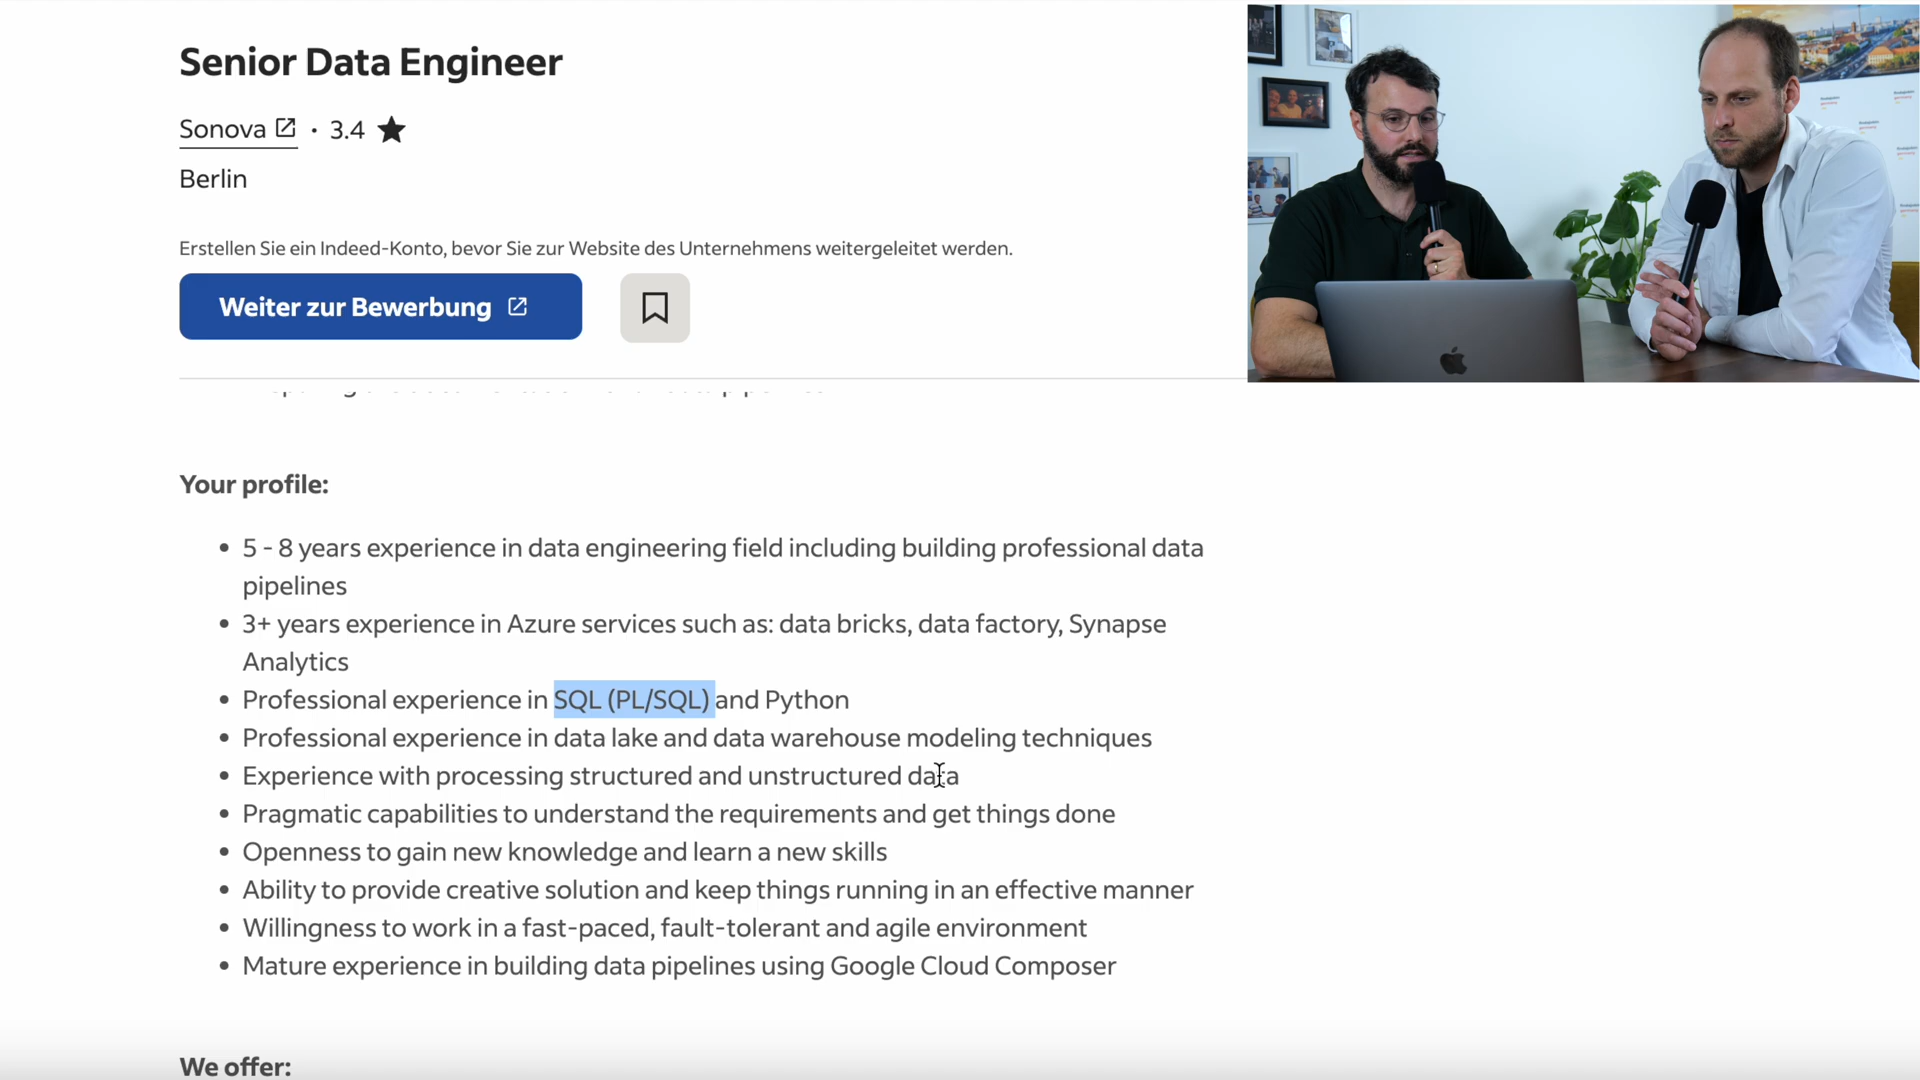 Senior Data Engineer
Sonova · 3.4
Berlin
Erstellen Sie ein Indeed-Konto, bevor Sie zur Website des Unternehmens weitergeleitet werden.
Weiter zur Bewerbung
Your profile:
5 - 8 years experience in data engineering field including building professional data
pipelines
3+ years experience in Azure services such as: data bricks, data factory, Synapse
Analytics
Professional experience in SQL (PL/SQL) and Python
Professional experience in data lake and data warehouse modeling techniques
Experience with processing structured and unstructured data
Pragmatic capabilities to understand the requirements and get things done
Openness to gain new knowledge and learn a new skills
Ability to provide creative solution and keep things running in an effective manner
Willingness to work in a fast-paced, fault-tolerant and agile environment
Mature experience in building data pipelines using Google Cloud Composer
We offer: